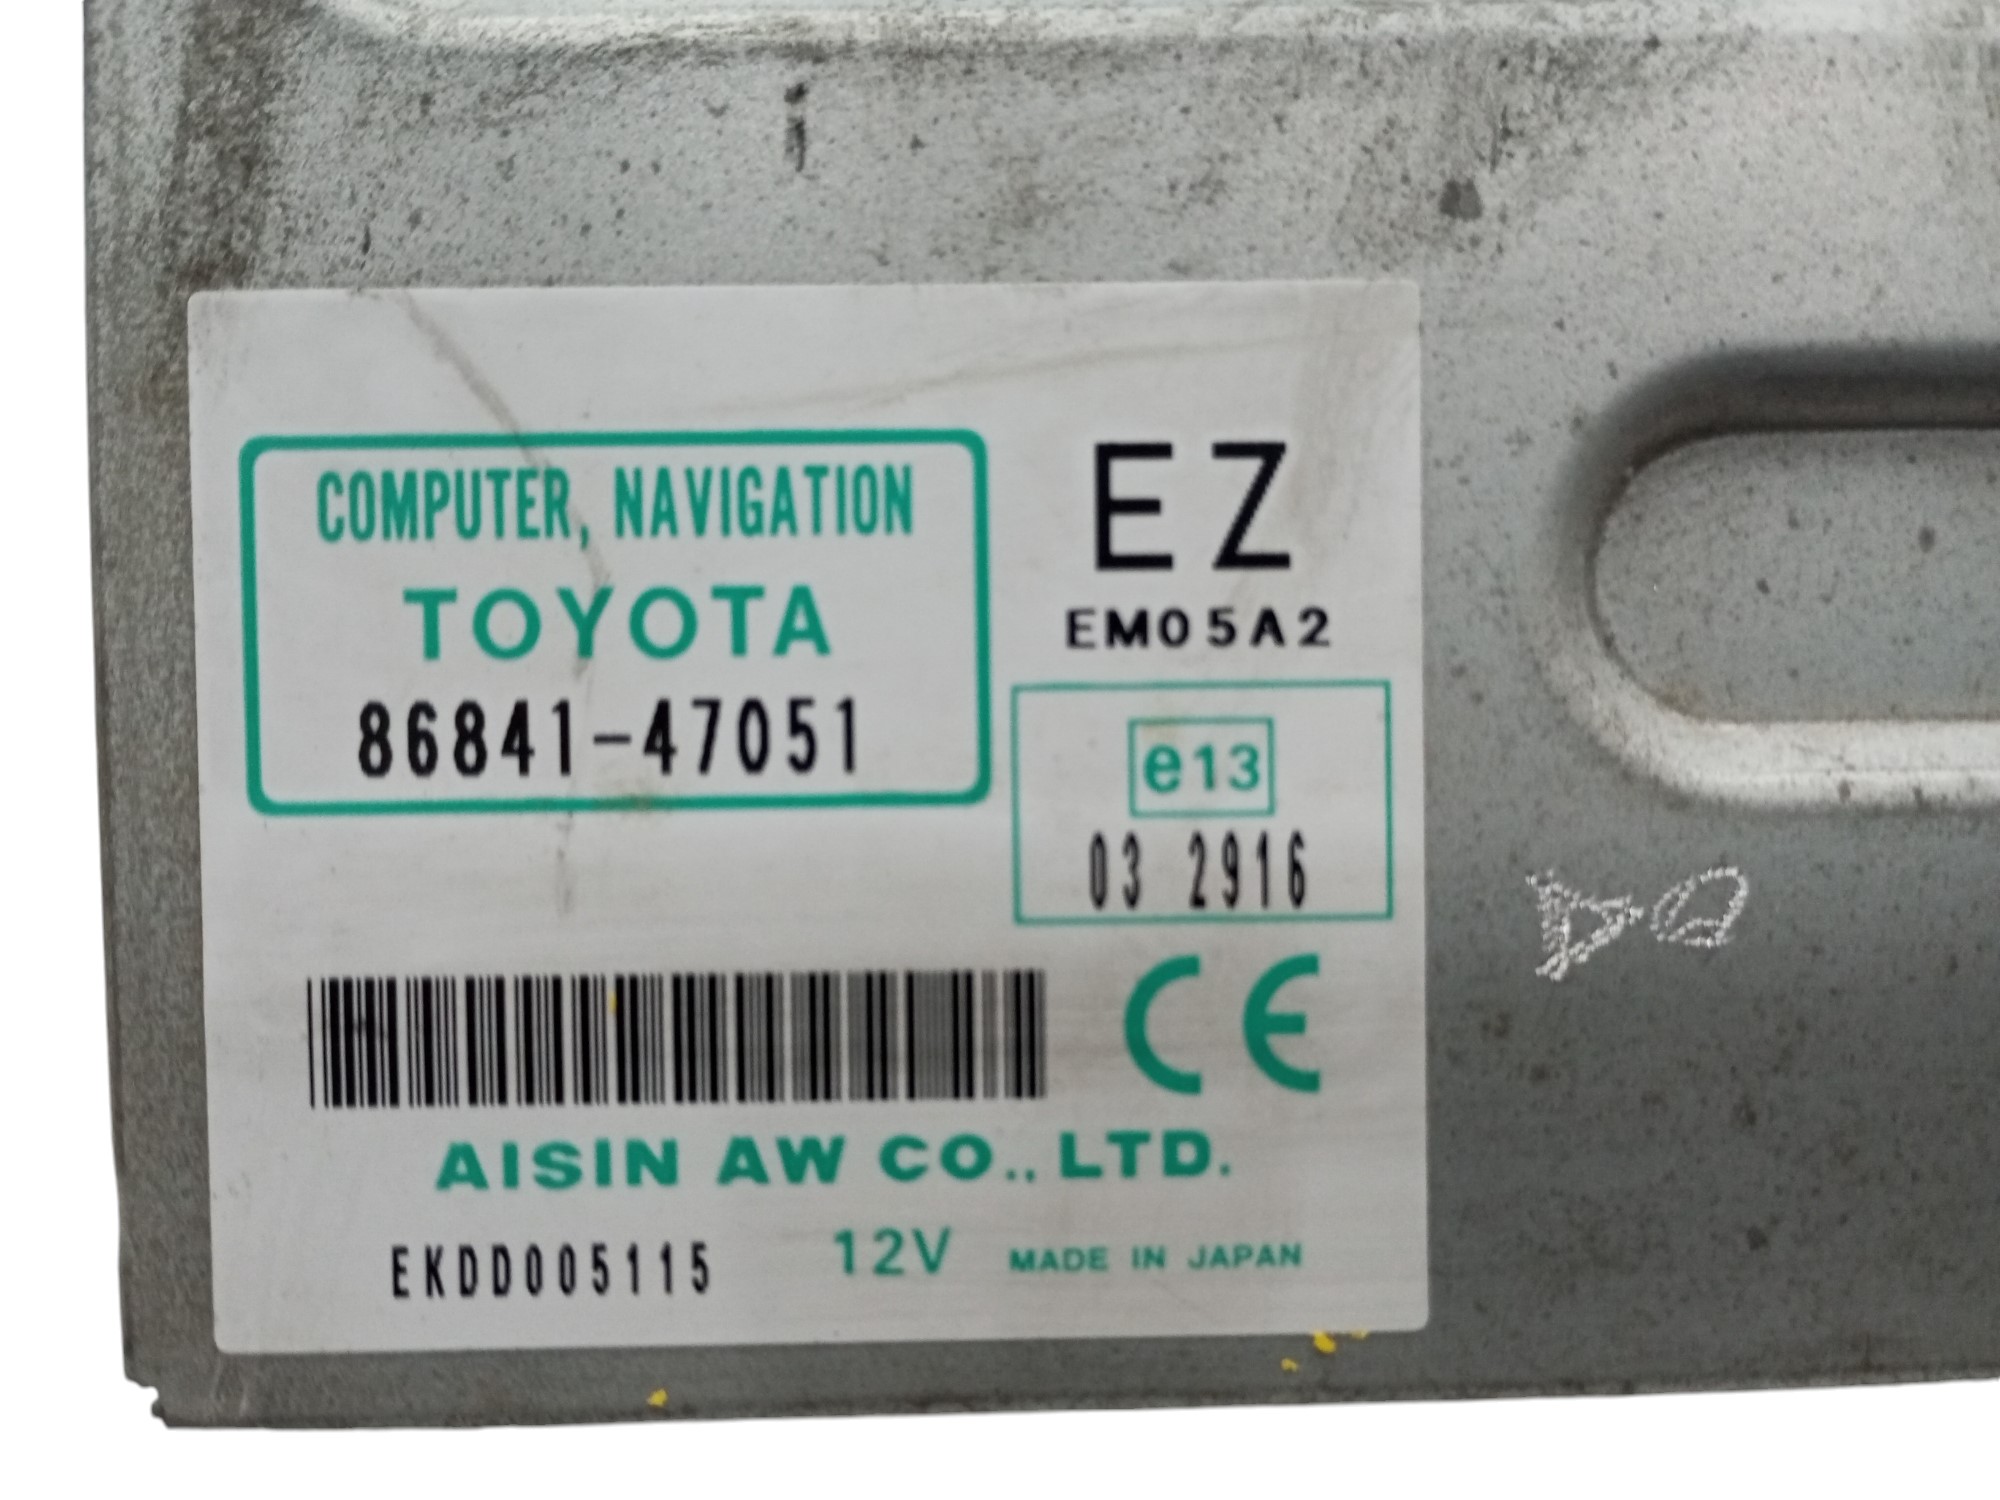 COMPUTER, NAVIGATION
TOYOTA
86841-47051
EZ
EM05A2
e13
03 2916
CE
AISIN AW CO., LTD.
EKDD005115 12V MADE IN JAPAN